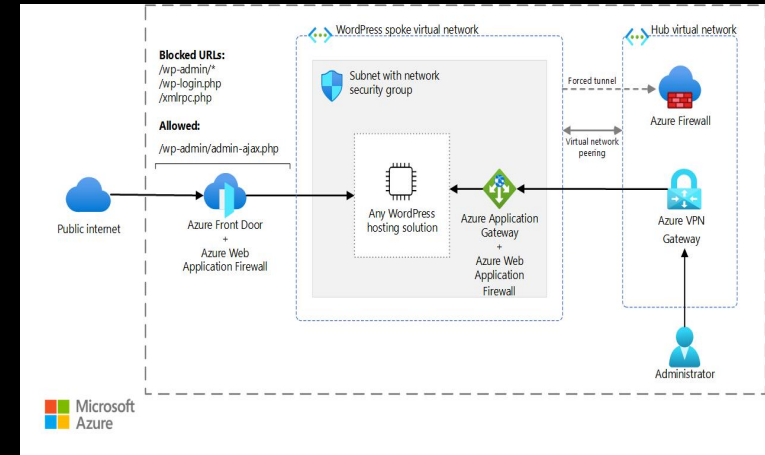 WordPress spoke virtual network
Hub virtual network
Blocked URLs:
/wp-admin/*
/wp-login.php
/xmlrpc.php
Allowed:
/wp-admin/admin-ajax.php
Subnet with network
security group
Forced tunnel
Azure Firewall
Virtual network
peering
Public internet
Azure Front Door
+
Azure Web
Application Firewall
Any WordPress
hosting solution
Azure Application
Gateway
+
Azure Web
Application
Firewall
Azure VPN
Gateway
Administrator
Microsoft
Azure